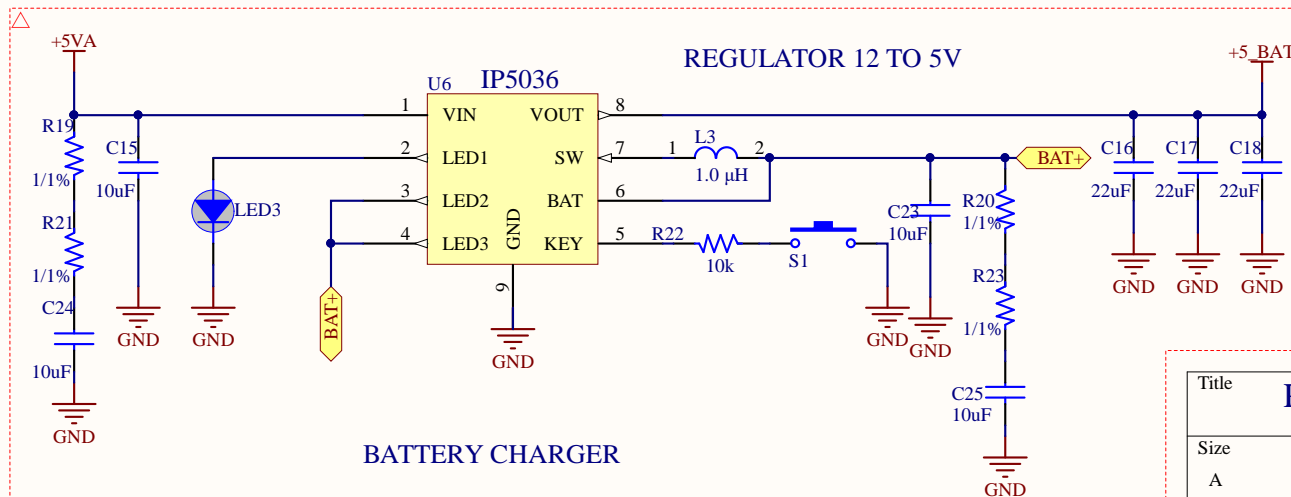 +5VA
REGULATOR 12 TO 5V
+5_BAT
U6
IP5036
1
VIN
VOUT
8
R19
1/1%
C15
10uF
2
LED1
SW
7
1
L3
2
1.0 µH
BAT+
C16
22uF
C17
22uF
C18
22uF
3
LED2
BAT
6
LED3
R21
1/1%
4
LED3
GND
KEY
5
R22
10k
S1
C23
10uF
R20
1/1%
9
C24
10uF
R23
1/1%
GND
GND
BAT+
GND
GND
GND
GND
GND
GND
C25
10uF
GND
GND
BATTERY CHARGER
Title
Size
A